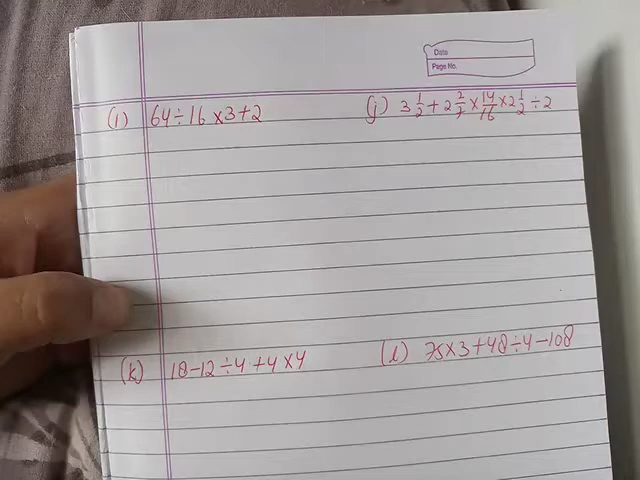 Date
Page No.
(i) 64÷16×3+2
(j) 3 1/2 + 2 2/7 × 14/16 × 2 1/2 ÷ 2
(k) 18-12÷4+4×4
(l) 75×3+48÷4-108